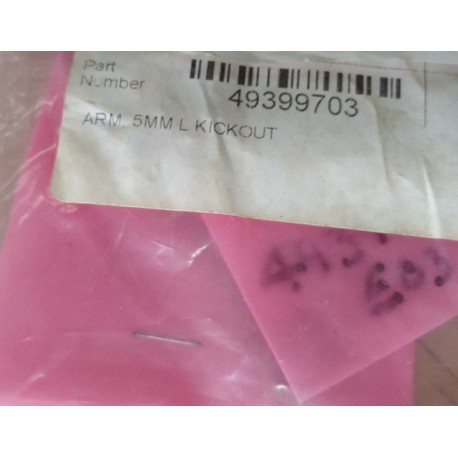 Part
Number
49399703
ARM, 5MM L KICKOUT